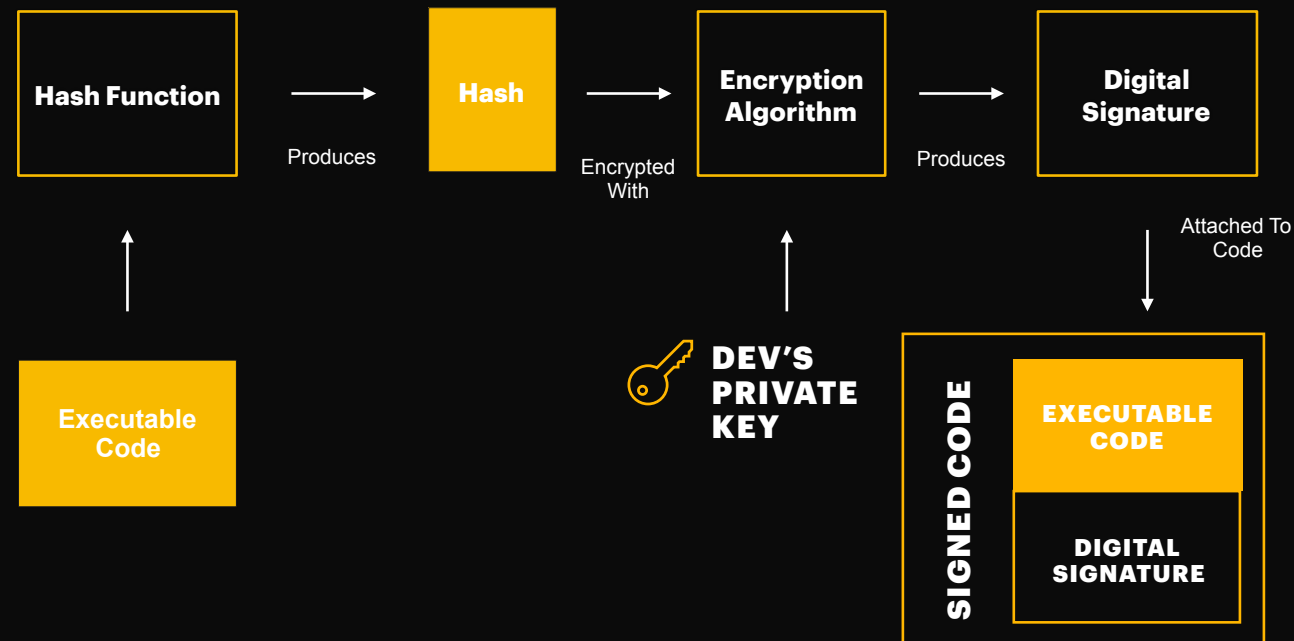 Hash Function
Produces
Hash
Encrypted
With
Encryption
Algorithm
Produces
Digital
Signature
Attached To
Code
Executable
Code
DEV'S
PRIVATE
KEY
SIGNED CODE
EXECUTABLE
CODE
DIGITAL
SIGNATURE